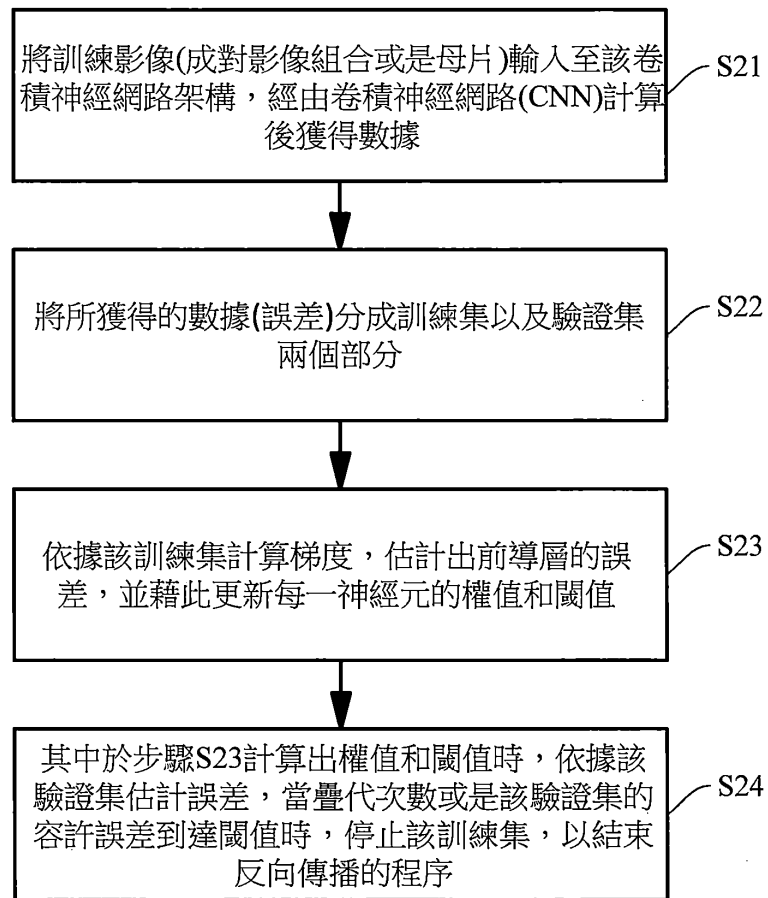 將訓練影像(成對影像組合或是母片)輸入至該卷
積神經網路架構，經由卷積神經網路(CNN)計算
後獲得數據
S21
將所獲得的數據(誤差)分成訓練集以及驗證集
兩個部分
S22
依據該訓練集計算梯度，估計出前導層的誤
差，並藉此更新每一神經元的權值和閾值
S23
其中於步驟S23計算出權值和閾值時，依據該
驗證集估計誤差，當疊代次數或是該驗證集的
容許誤差到達閾值時，停止該訓練集，以結束
反向傳播的程序
S24